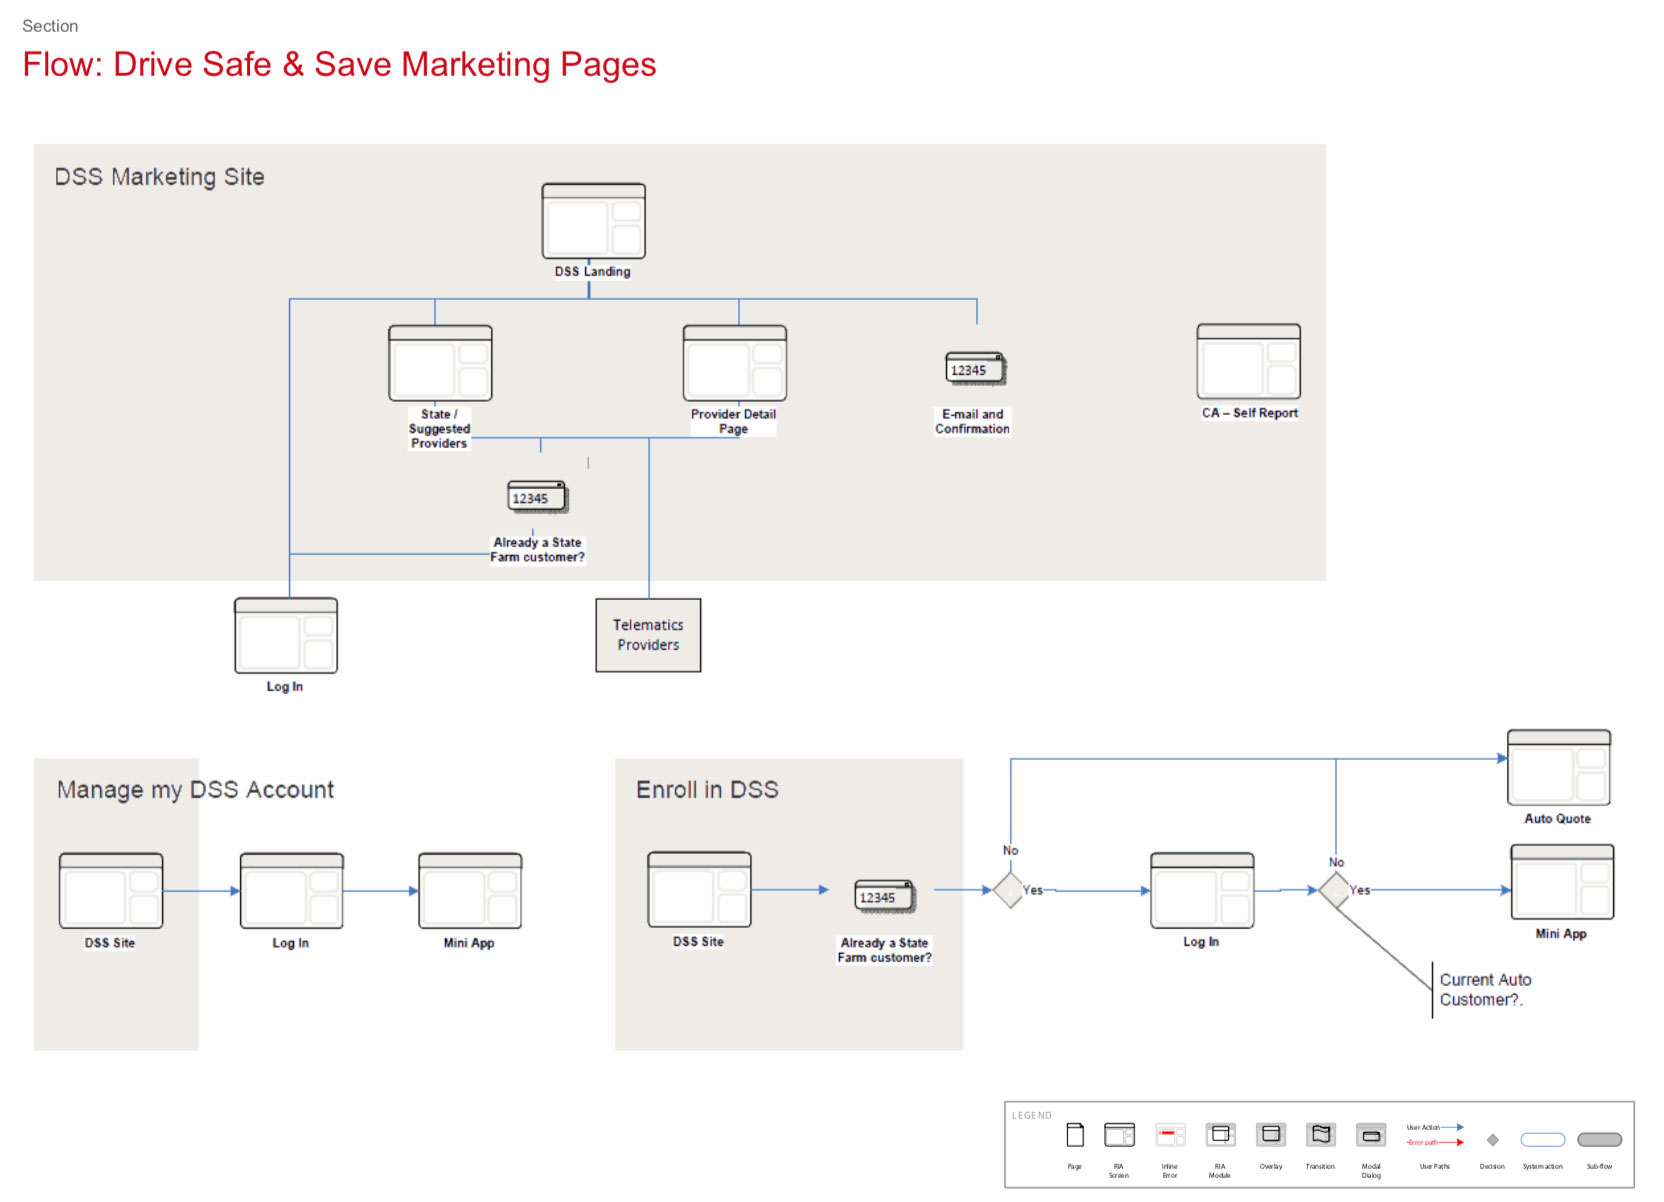 Section
Flow: Drive Safe & Save Marketing Pages
DSS Marketing Site
DSS Landing
State /
Suggested
Providers
Provider Detail
Page
12345
E-mail and
Confirmation
CA – Self Report
12345
Already a State
Farm customer?
Log In
Telematics
Providers
Manage my DSS Account
DSS Site
Log In
Mini App
Enroll in DSS
DSS Site
12345
Already a State
Farm customer?
No
Yes
Log In
No
Yes
Auto Quote
Mini App
Current Auto
Customer?.
LEGEND
Page
RIA
Screen
Inline
Error
RIA
Module
Overlay
Transition
Modal
Dialog
User Action
Error path
User Paths
Decision
System action
Sub-flow